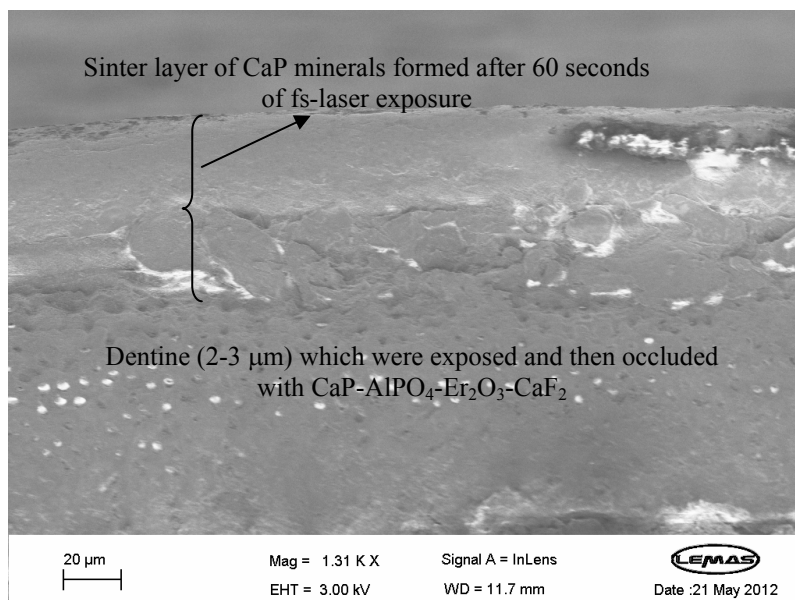 Sinter layer of CaP minerals formed after 60 seconds
of fs-laser exposure
Dentine (2-3 μm) which were exposed and then occluded
with CaP-AlPO₄-Er₂O₃-CaF₂
20 µm
Mag = 1.31 K X
Signal A = InLens
LEMAS
EHT = 3.00 kV
WD = 11.7 mm
Date :21 May 2012